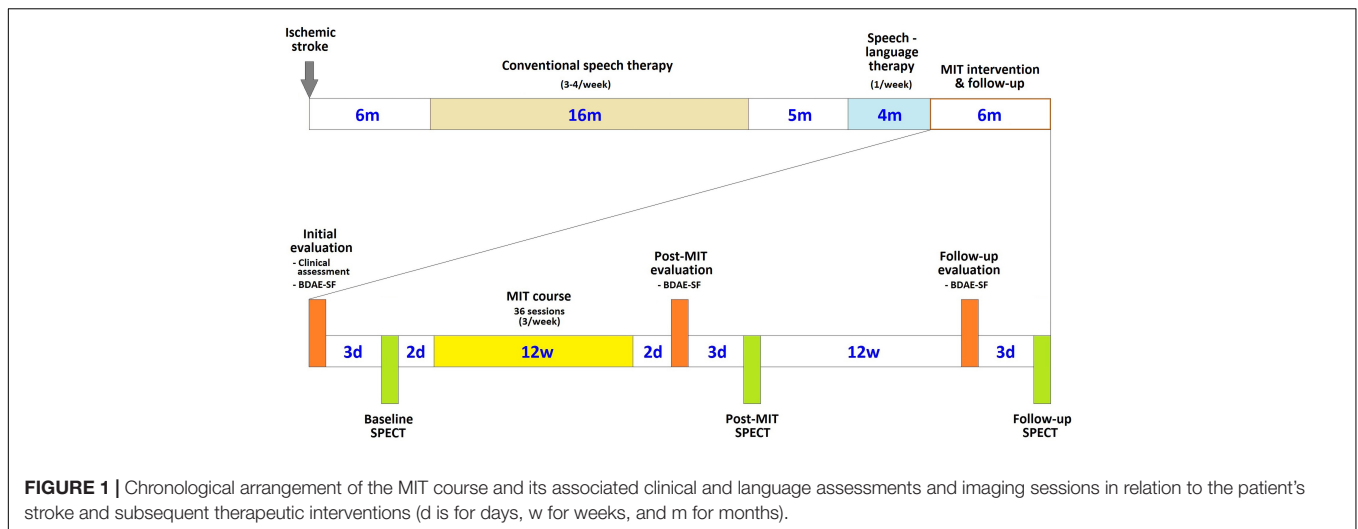 Ischemic
stroke
Conventional speech therapy
(3-4/week)
Speech -
language
therapy
(1/week)
MIT intervention
& follow-up
6m
16m
5m
4m
6m
Initial
evaluation
- Clinical
assessment
- BDAE-SF
MIT course
36 sessions
(3/week)
Post-MIT
evaluation
- BDAE-SF
Follow-up
evaluation
- BDAE-SF
3d
2d
12w
2d
3d
12w
3d
Baseline
SPECT
Post-MIT
SPECT
Follow-up
SPECT
FIGURE 1 | Chronological arrangement of the MIT course and its associated clinical and language assessments and imaging sessions in relation to the patient's
stroke and subsequent therapeutic interventions (d is for days, w for weeks, and m for months).